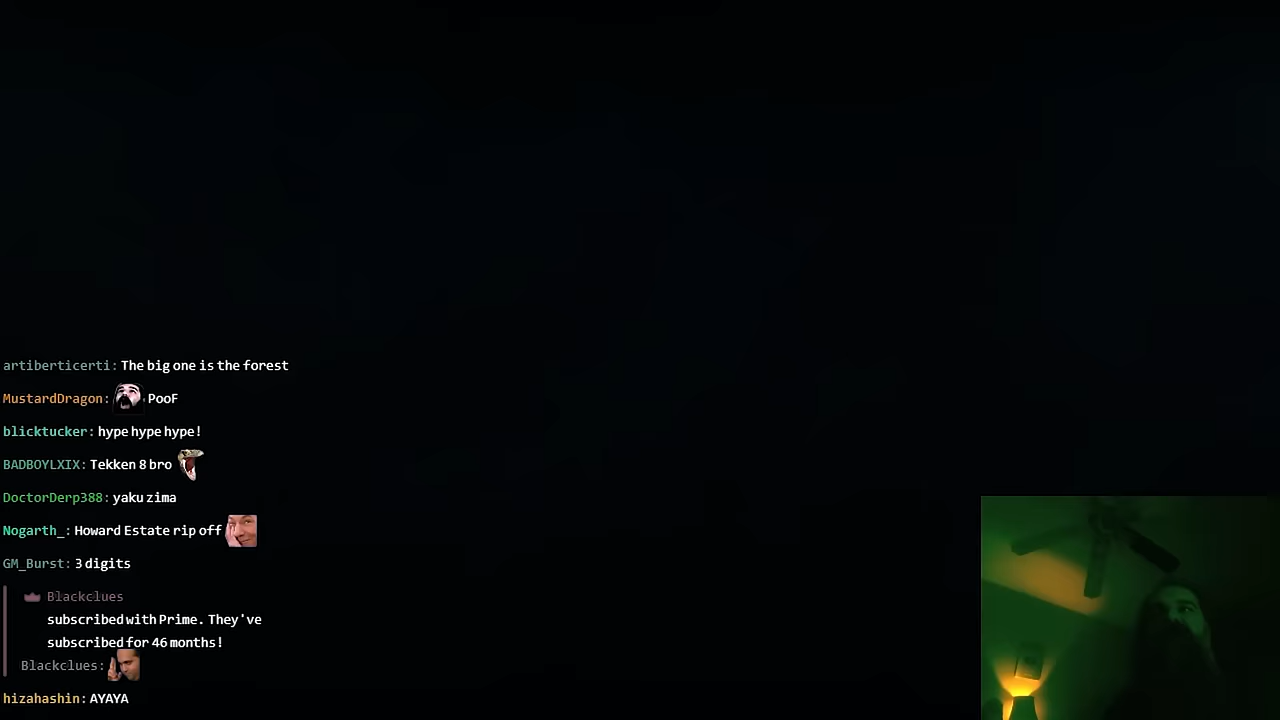 artiberticerti: The big one is the forest
MustardDragon: PooF
blicktucker: hype hype hype!
BADBOYLXIX: Tekken 8 bro
DoctorDerp388: yaku zima
Nogarth_: Howard Estate rip off
GM_Burst: 3 digits
Blackclues
subscribed with Prime. They've
subscribed for 46 months!
Blackclues:
hizahashin: AYAYA